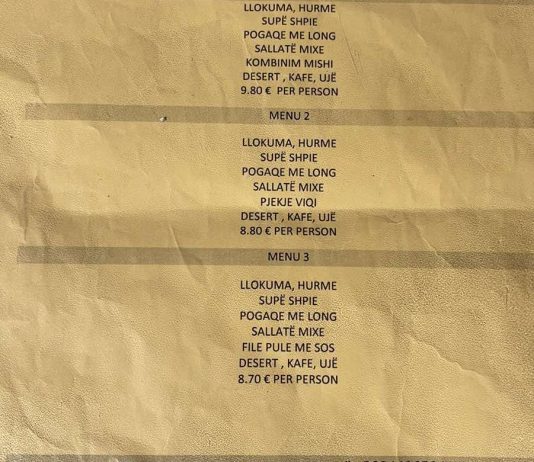 LLOKUMA, HURME
SUPË SHPIE
POGAQE ME LONG
SALLATË MIXE
KOMBINIM MISHI
DESERT , KAFE, UJË
9.80 € PER PERSON
MENU 2
LLOKUMA, HURME
SUPË SHPIE
POGAQE ME LONG
SALLATË MIXE
PJEKJE VIQI
DESERT , KAFE, UJË
8.80 € PER PERSON
MENU 3
LLOKUMA, HURME
SUPË SHPIE
POGAQE ME LONG
SALLATË MIXE
FILE PULE ME SOS
DESERT , KAFE, UJË
8.70 € PER PERSON